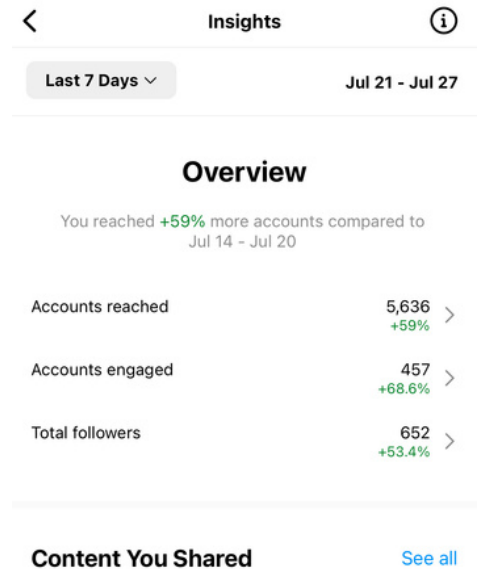 Insights
Last 7 Days
Jul 21 - Jul 27
Overview
You reached +59% more accounts compared to
Jul 14 - Jul 20
Accounts reached
5,636
+59%
Accounts engaged
457
+68.6%
Total followers
652
+53.4%
Content You Shared
See all